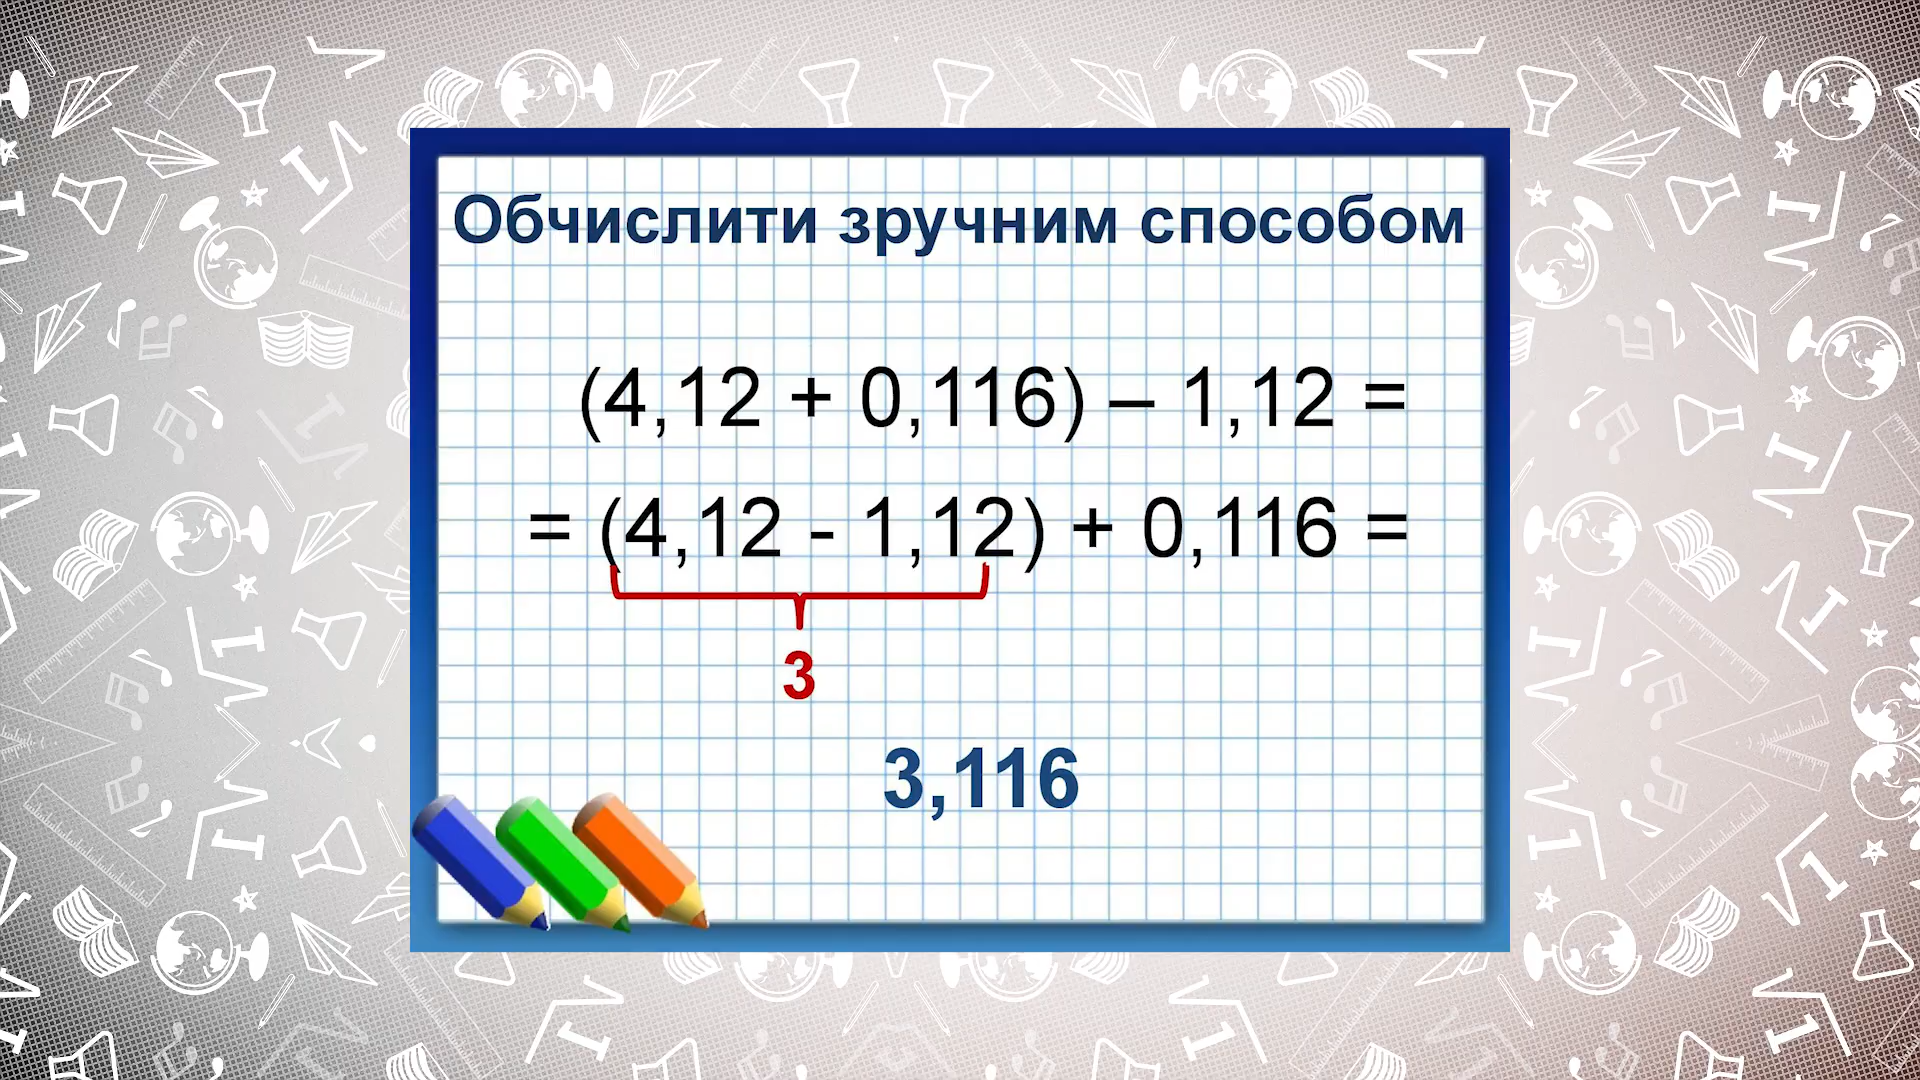 Обчислити зручним способом
(4,12 + 0,116) – 1,12 =
= (4,12 - 1,12) + 0,116 =
3
3,116